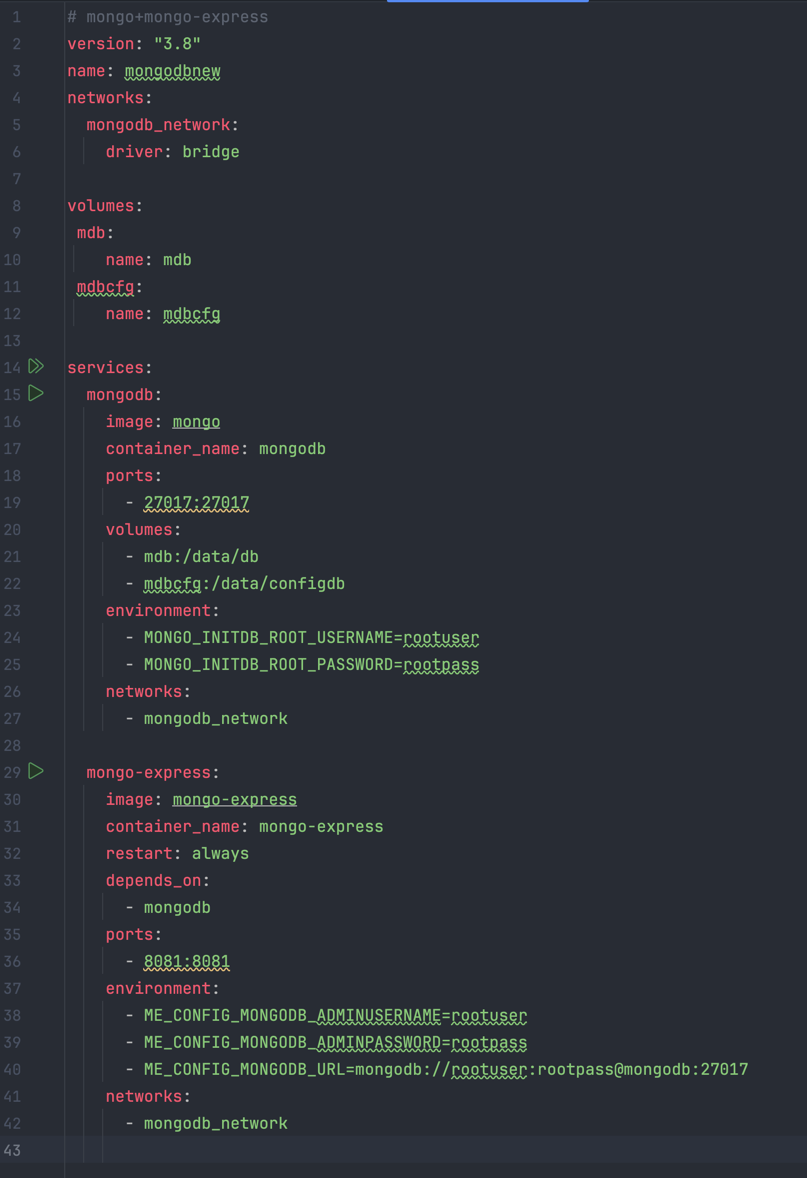 1 # mongo+mongo-express
2 version: "3.8"
3 name: mongodbnew
4 networks:
5   mongodb_network:
6     driver: bridge
7
8 volumes:
9  mdb:
10     name: mdb
11  mdbcfg:
12     name: mdbcfg
13
14 services:
15   mongodb:
16     image: mongo
17     container_name: mongodb
18     ports:
19       - 27017:27017
20     volumes:
21       - mdb:/data/db
22       - mdbcfg:/data/configdb
23     environment:
24       - MONGO_INITDB_ROOT_USERNAME=rootuser
25       - MONGO_INITDB_ROOT_PASSWORD=rootpass
26     networks:
27       - mongodb_network
28
29   mongo-express:
30     image: mongo-express
31     container_name: mongo-express
32     restart: always
33     depends_on:
34       - mongodb
35     ports:
36       - 8081:8081
37     environment:
38       - ME_CONFIG_MONGODB_ADMINUSERNAME=rootuser
39       - ME_CONFIG_MONGODB_ADMINPASSWORD=rootpass
40       - ME_CONFIG_MONGODB_URL=mongodb://rootuser:rootpass@mongodb:27017
41     networks:
42       - mongodb_network
43